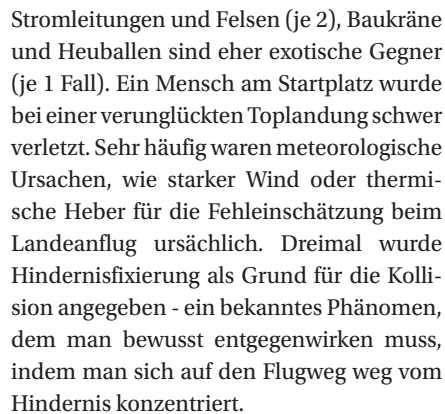 Stromleitungen und Felsen (je 2), Baukräne
und Heuballen sind eher exotische Gegner
(je 1 Fall). Ein Mensch am Startplatz wurde
bei einer verunglückten Toplandung schwer
verletzt. Sehr häufig waren meteorologische
Ursachen, wie starker Wind oder thermi-
sche Heber für die Fehleinschätzung beim
Landeanflug ursächlich. Dreimal wurde
Hindernisfixierung als Grund für die Kolli-
sion angegeben - ein bekanntes Phänomen,
dem man bewusst entgegenwirken muss,
indem man sich auf den Flugweg weg vom
Hindernis konzentriert.